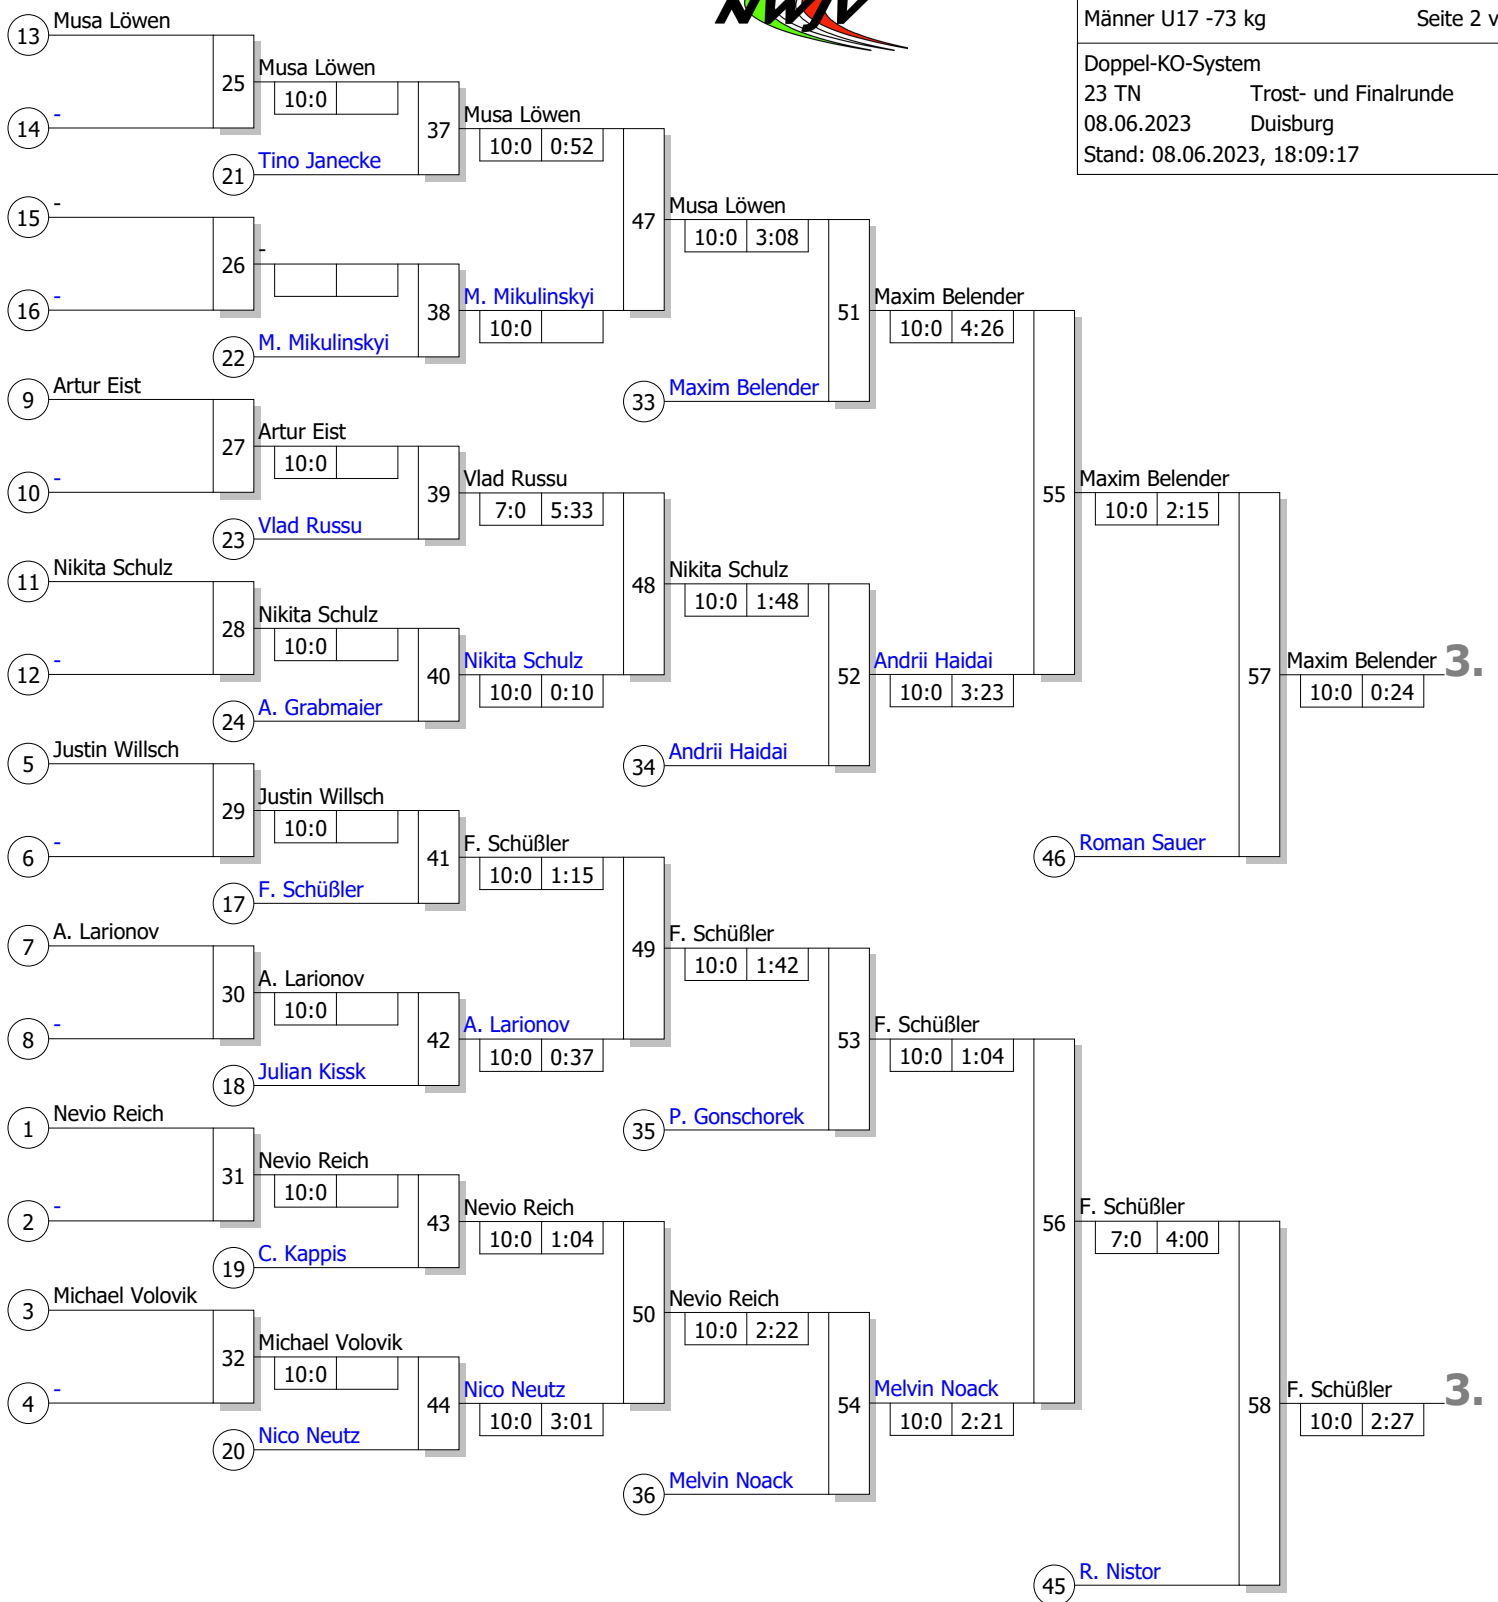 NWJV
Männer U17 -73 kg Seite 2 v
Doppel-KO-System
23 TN Trost- und Finalrunde
08.06.2023 Duisburg
Stand: 08.06.2023, 18:09:17
13 Musa Löwen
25 Musa Löwen
10:0
14 -
37 Musa Löwen
10:0 0:52
21 Tino Janecke
15 -
47 Musa Löwen
10:0 3:08
26 -
16 -
38 M. Mikulinskyi
10:0
22 M. Mikulinskyi
51 Maxim Belender
10:0 4:26
33 Maxim Belender
9 Artur Eist
27 Artur Eist
10:0
10 -
39 Vlad Russu
7:0 5:33
23 Vlad Russu
55 Maxim Belender
10:0 2:15
11 Nikita Schulz
48 Nikita Schulz
10:0 1:48
28 Nikita Schulz
10:0
12 -
40 Nikita Schulz
10:0 0:10
24 A. Grabmaier
52 Andrii Haidai
10:0 3:23
34 Andrii Haidai
57 Maxim Belender 3.
10:0 0:24
46 Roman Sauer
5 Justin Willsch
29 Justin Willsch
10:0
6 -
41 F. Schüßler
10:0 1:15
17 F. Schüßler
7 A. Larionov
49 F. Schüßler
10:0 1:42
30 A. Larionov
10:0
8 -
42 A. Larionov
10:0 0:37
18 Julian Kissk
53 F. Schüßler
10:0 1:04
35 P. Gonschorek
1 Nevio Reich
31 Nevio Reich
10:0
2 -
43 Nevio Reich
10:0 1:04
19 C. Kappis
56 F. Schüßler
7:0 4:00
3 Michael Volovik
50 Nevio Reich
10:0 2:22
32 Michael Volovik
10:0
4 -
44 Nico Neutz
10:0 3:01
20 Nico Neutz
54 Melvin Noack
10:0 2:21
36 Melvin Noack
58 F. Schüßler 3.
10:0 2:27
45 R. Nistor